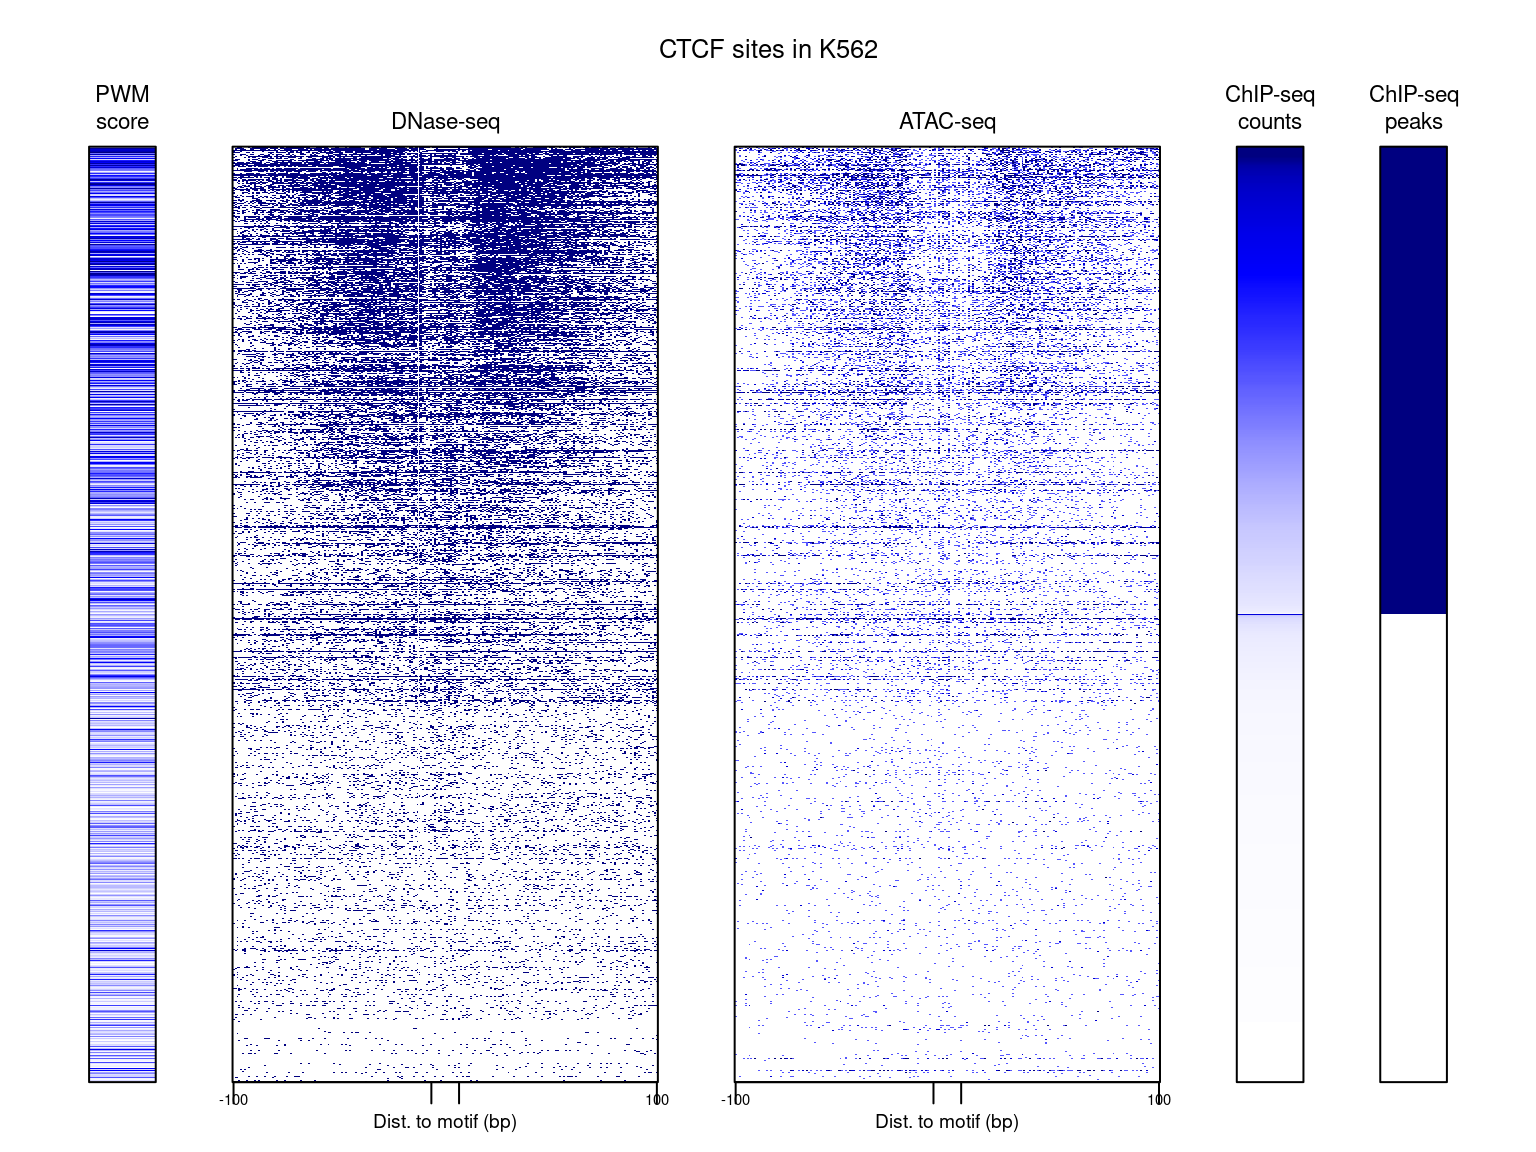 CTCF sites in K562
PWM
score
DNase-seq
ATAC-seq
ChIP-seq
counts
ChIP-seq
peaks
-100
100
Dist. to motif (bp)
-100
100
Dist. to motif (bp)